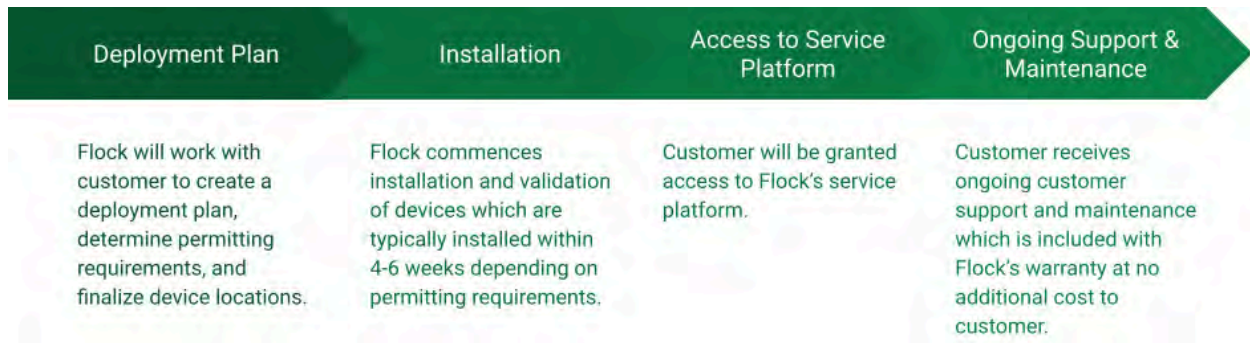 Deployment Plan
Installation
Access to Service
Platform
Ongoing Support &
Maintenance
Flock will work with
customer to create a
deployment plan,
determine permitting
requirements, and
finalize device locations.
Flock commences
installation and validation
of devices which are
typically installed within
4-6 weeks depending on
permitting requirements.
Customer will be granted
access to Flock's service
platform.
Customer receives
ongoing customer
support and maintenance
which is included with
Flock's warranty at no
additional cost to
customer.